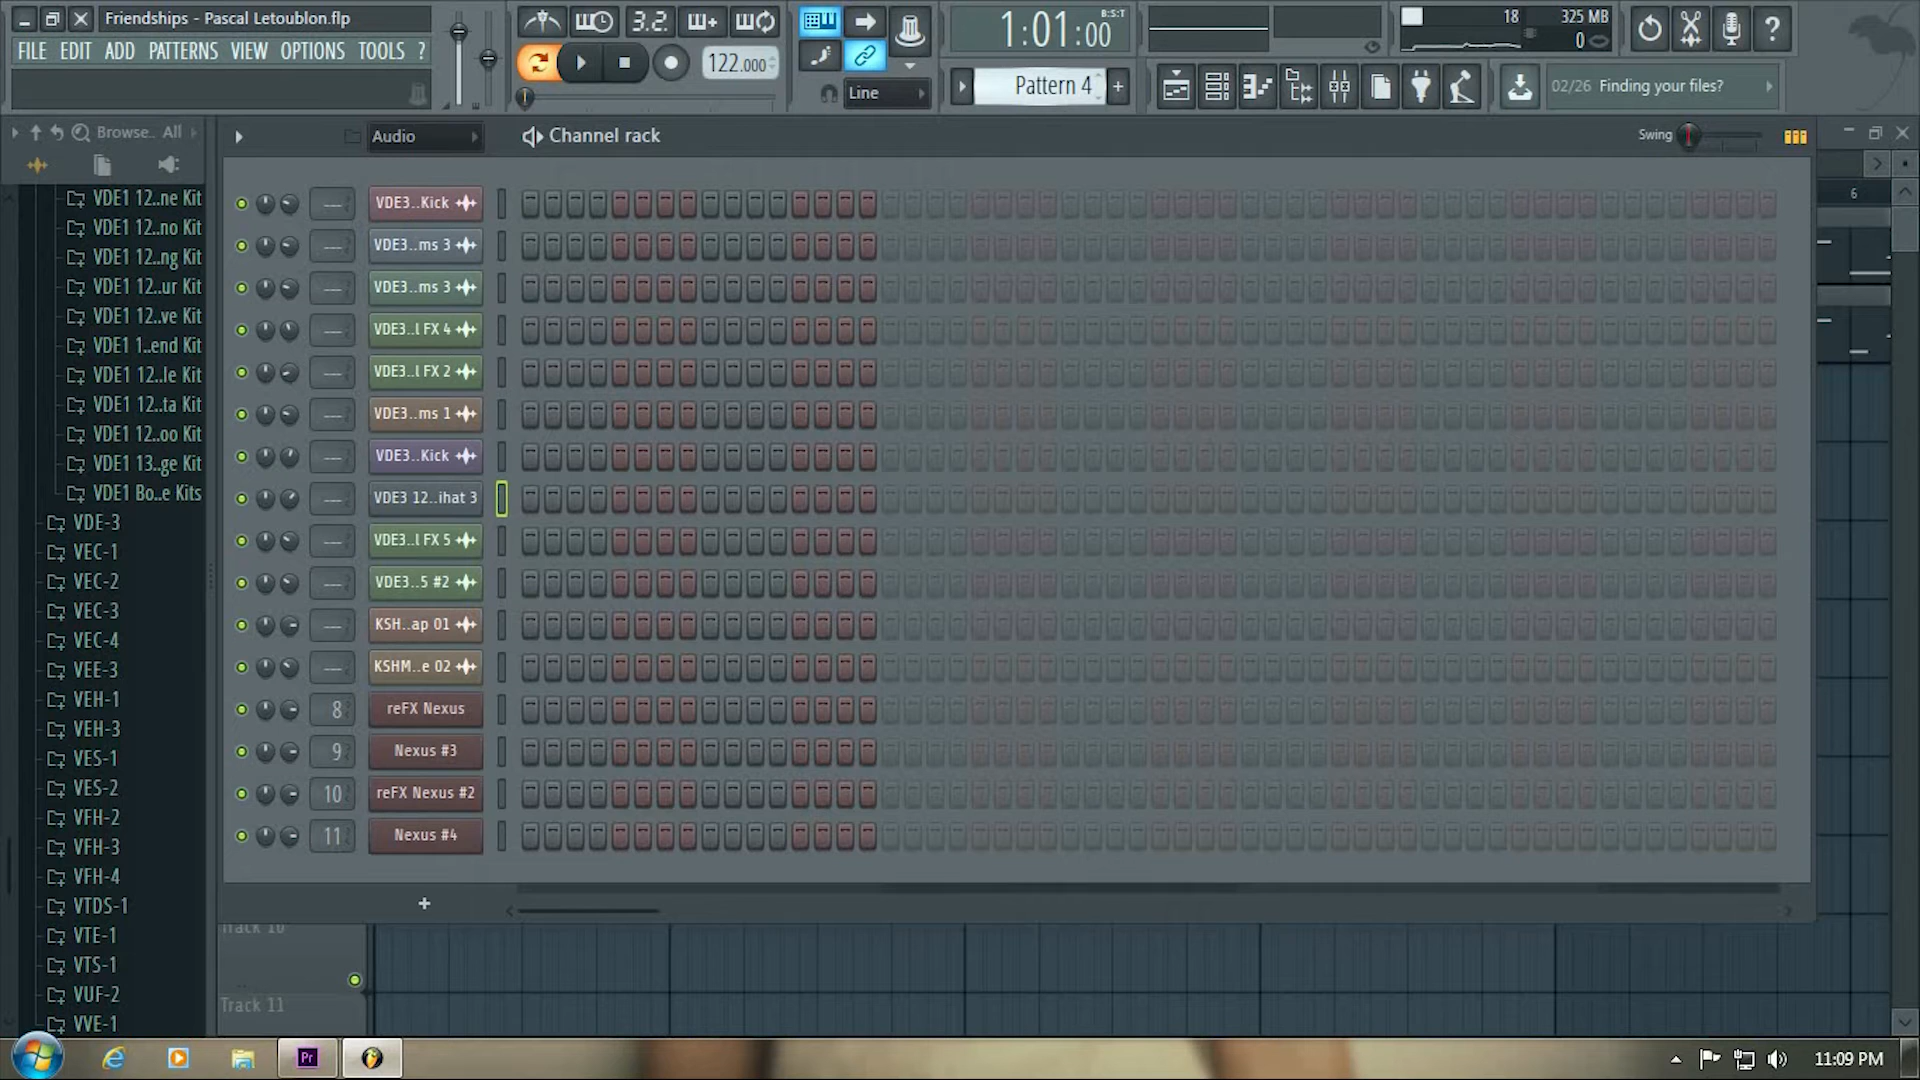 Friendships - Pascal Letoublon.flp
FILE EDIT ADD PATTERNS VIEW OPTIONS TOOLS ?
3.2.
122.000
Line
1:01:00
B:S:T
Pattern 4
18
325 MB
0
02/26 Finding your files?
Browse.. All
Audio
Channel rack
Swing
6
VDE1 12..ne Kit
VDE1 12..no Kit
VDE1 12..ng Kit
VDE1 12..ur Kit
VDE1 12..ve Kit
VDE1 1..end Kit
VDE1 12..le Kit
VDE1 12..ta Kit
VDE1 12..oo Kit
VDE1 13..ge Kit
VDE1 Bo..e Kits
VDE-3
VEC-1
VEC-2
VEC-3
VEC-4
VEE-3
VEH-1
VEH-3
VES-1
VES-2
VFH-2
VFH-3
VFH-4
VTDS-1
VTE-1
VTS-1
VUF-2
VVE-1
VDE3..Kick
VDE3..ms 3
VDE3..ms 3
VDE3..l FX 4
VDE3..l FX 2
VDE3..ms 1
VDE3..Kick
VDE3 12..ihat 3
VDE3..l FX 5
VDE3..5 #2
KSH..ap 01
KSHM..e 02
8 reFX Nexus
9 Nexus #3
10 reFX Nexus #2
11 Nexus #4
+
Track 10
Track 11
Pr
11:09 PM